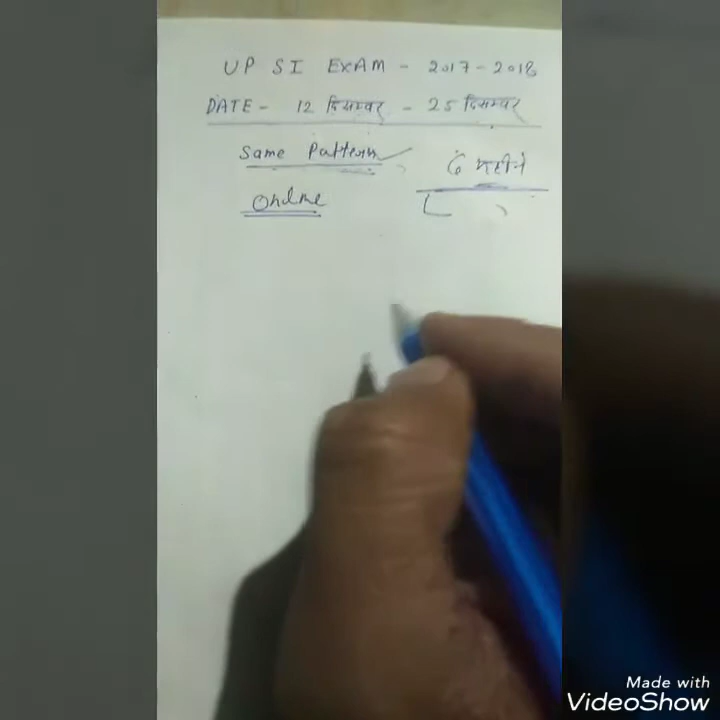 UP SI EXAM - 2017-2018
DATE - 12 दिसम्बर - 25 दिसम्बर
Same Pattern
6 महीने
Online
Made with
VideoShow